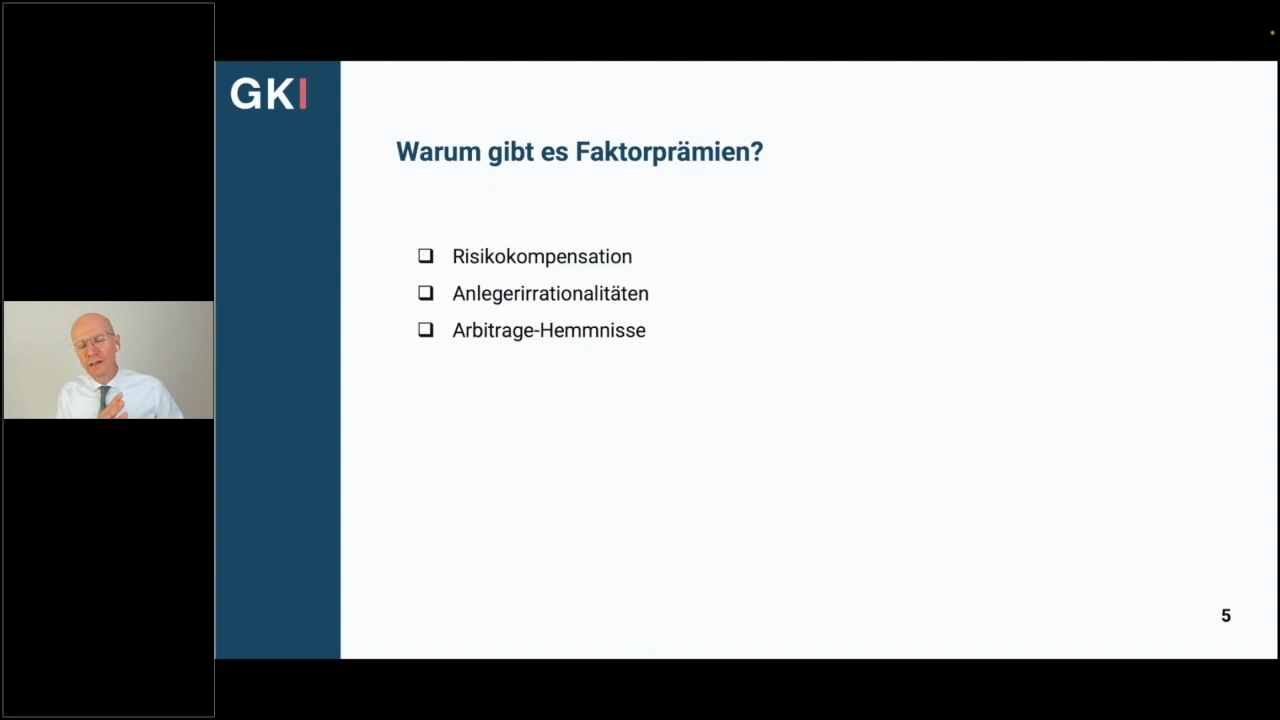 GKI
Warum gibt es Faktorprämien?
Risikokompensation
Anlegerirrationalitäten
Arbitrage-Hemmnisse
5